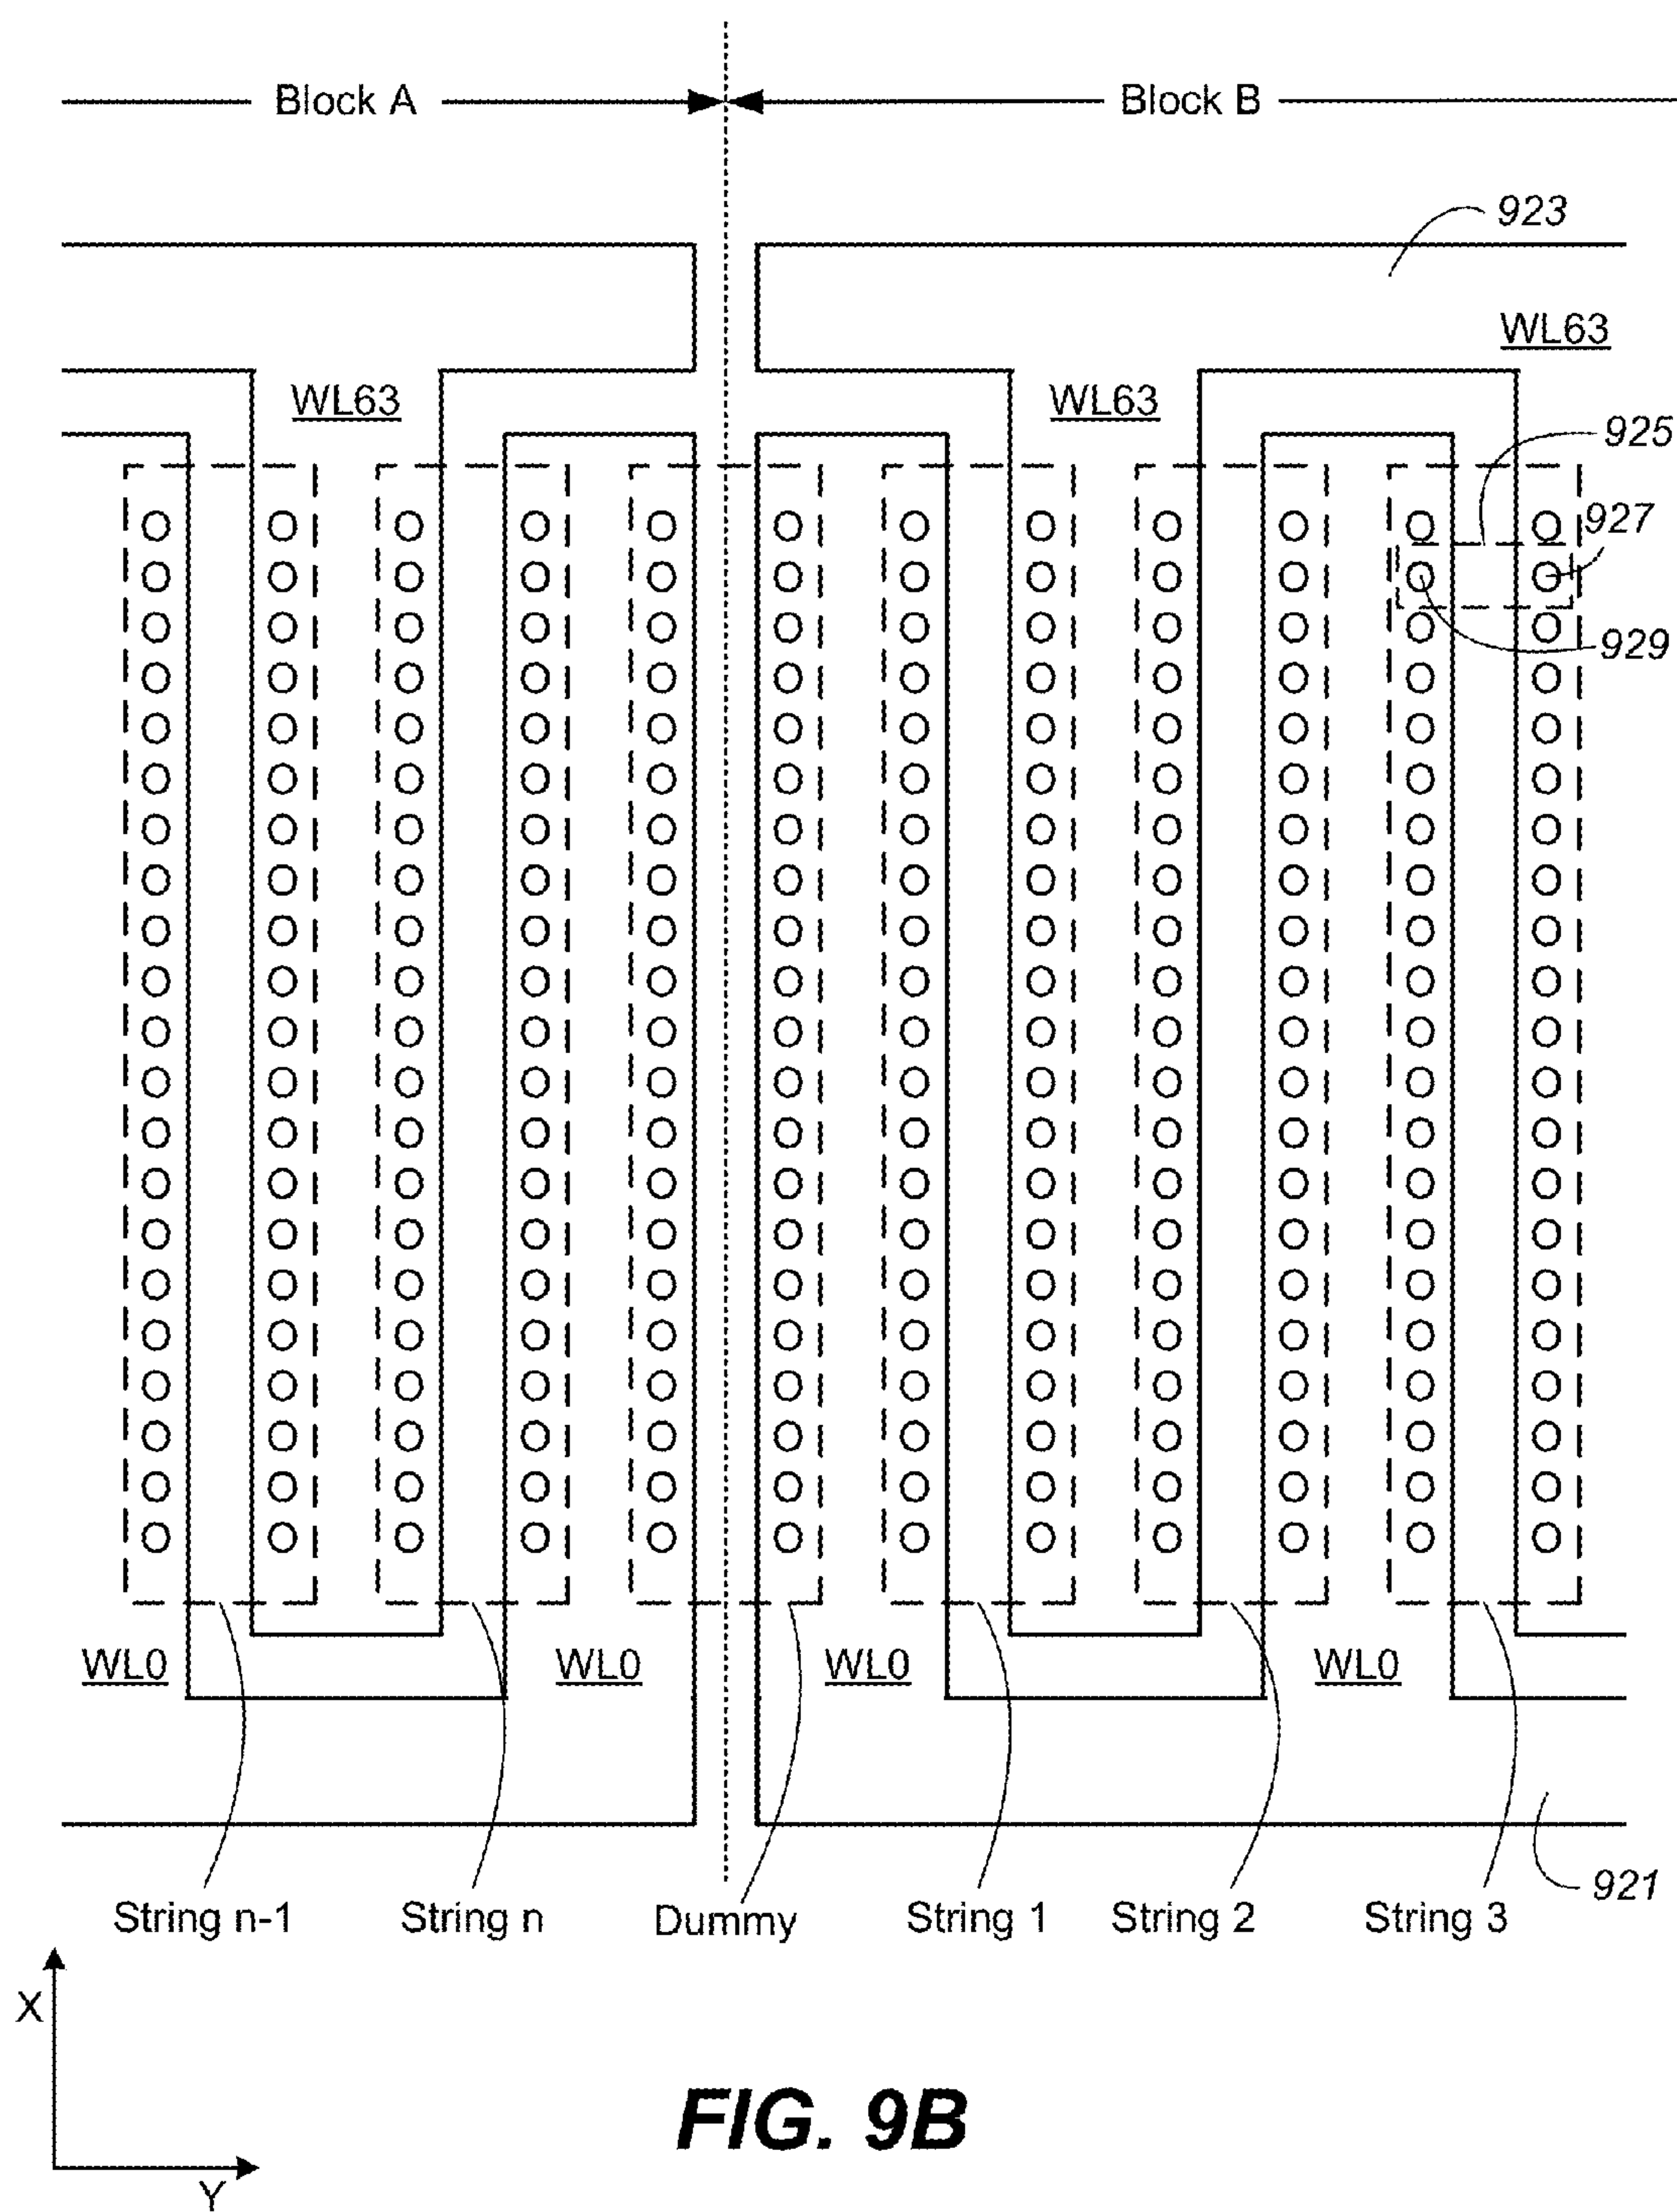 Block A
Block B
923
WL63
WL63
WL63
925
927
929
WL0
WL0
WL0
WL0
921
String n-1
String n
Dummy
String 1
String 2
String 3
X
Y
FIG. 9B